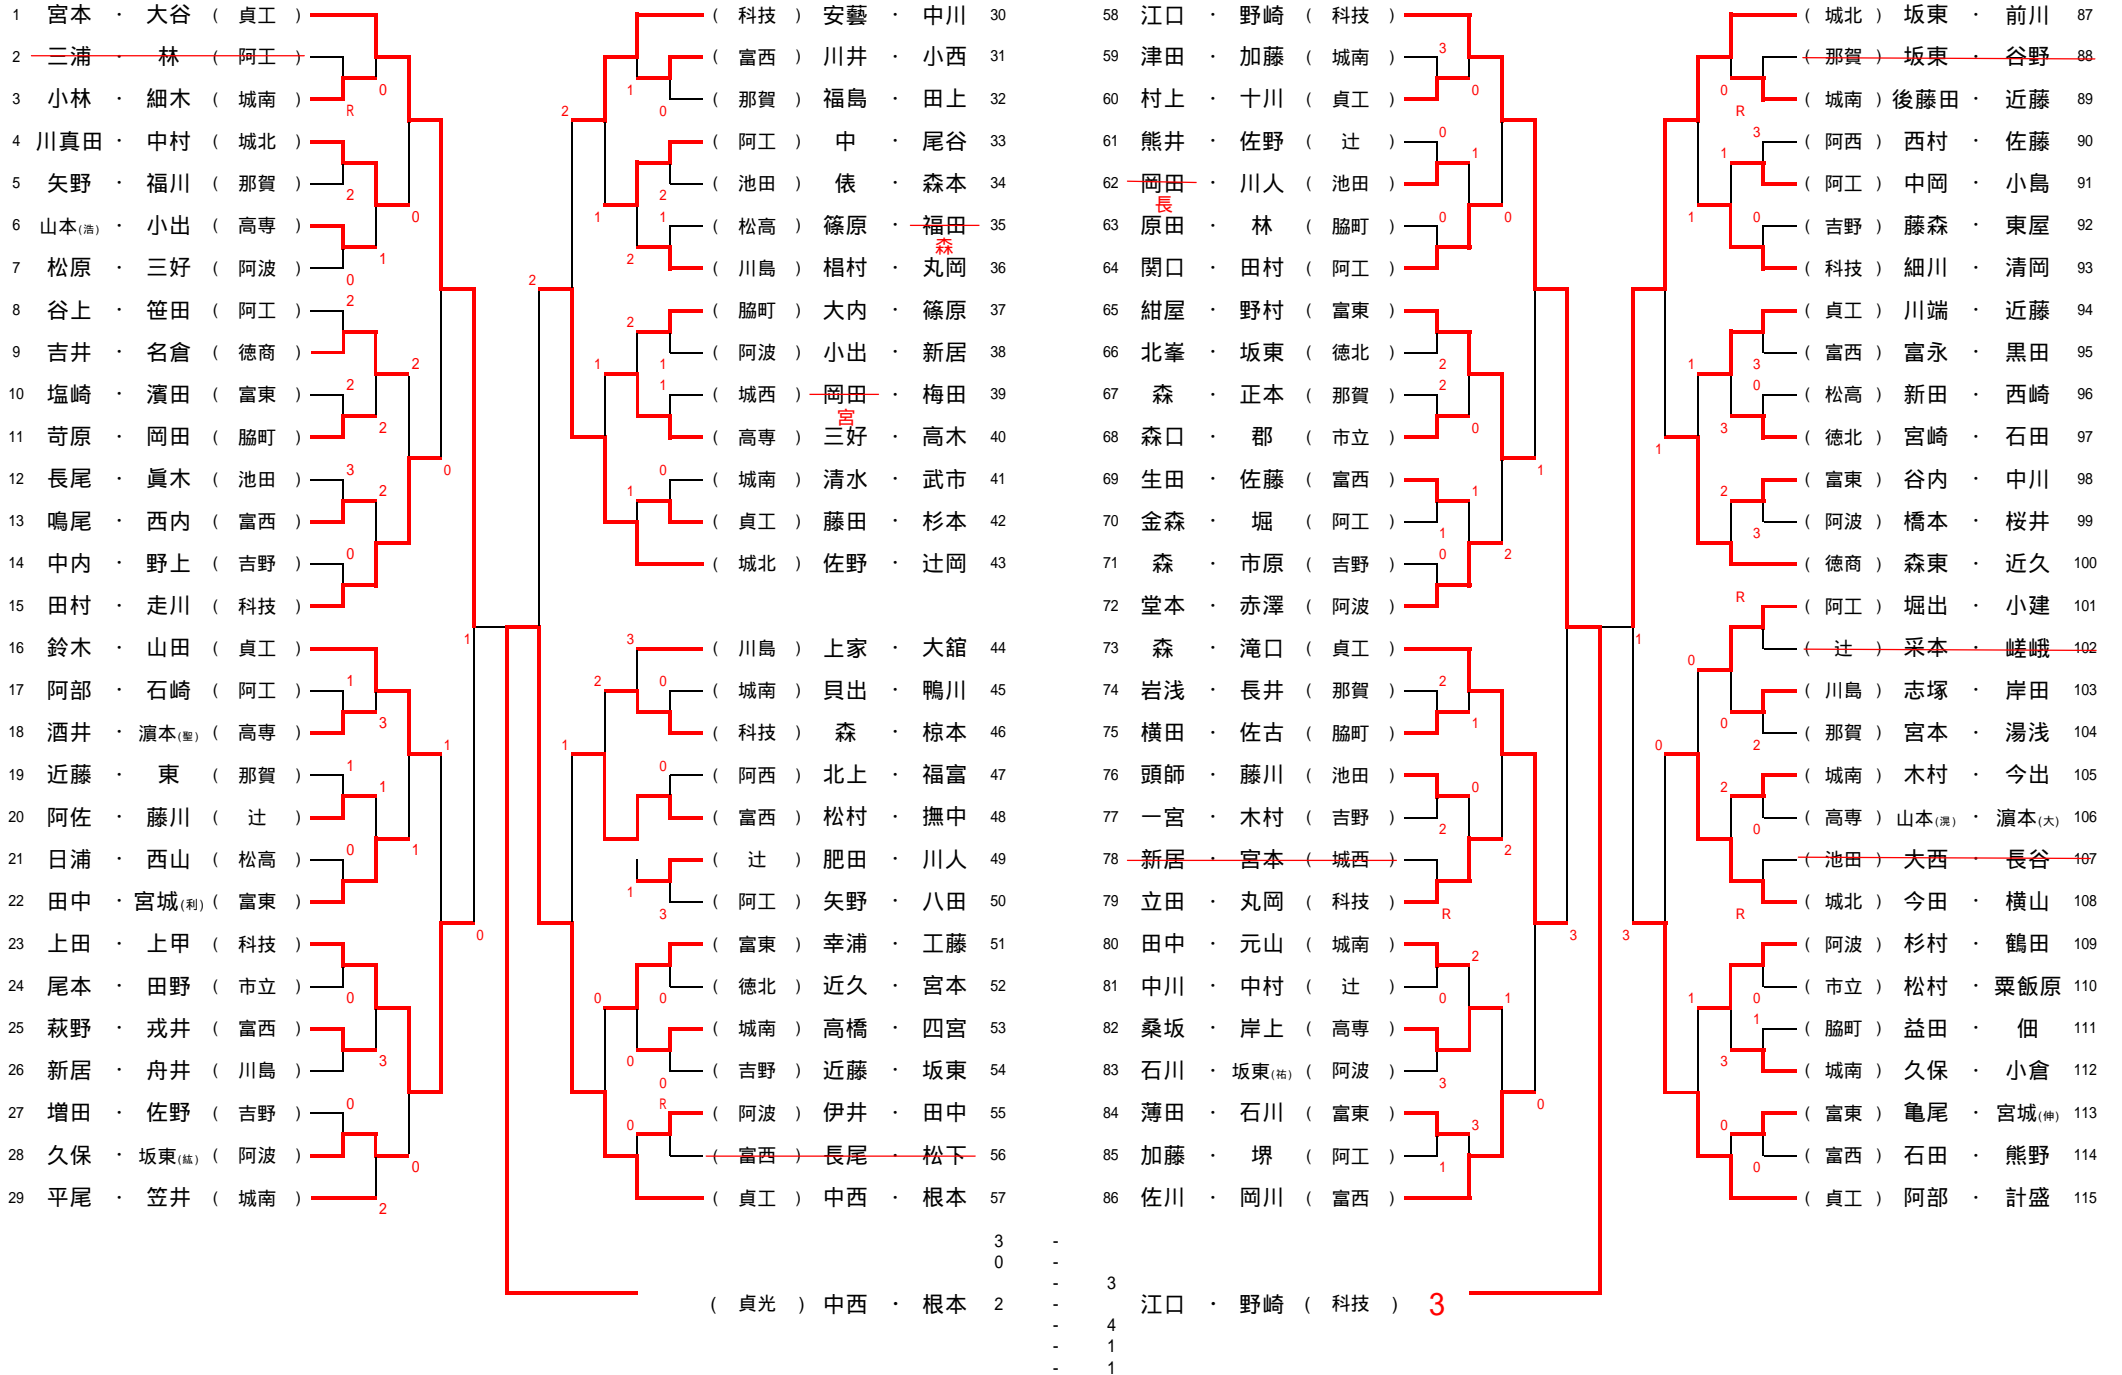 1 宮本 ・ 大谷 ( 貞工 )
2 三浦 ・ 林 ( 阿工 )
3 小林 ・ 細木 ( 城南 )
4 川真田 ・ 中村 ( 城北 )
5 矢野 ・ 福川 ( 那賀 )
6 山本(浩) ・ 小出 ( 高専 )
7 松原 ・ 三好 ( 阿波 )
8 谷上 ・ 笹田 ( 阿工 )
9 吉井 ・ 名倉 ( 徳商 )
10 塩崎 ・ 濱田 ( 富東 )
11 苛原 ・ 岡田 ( 脇町 )
12 長尾 ・ 眞木 ( 池田 )
13 鳴尾 ・ 西内 ( 富西 )
14 中内 ・ 野上 ( 吉野 )
15 田村 ・ 走川 ( 科技 )
16 鈴木 ・ 山田 ( 貞工 )
17 阿部 ・ 石崎 ( 阿工 )
18 酒井 ・ 濵本(聖) ( 高専 )
19 近藤 ・ 東 ( 那賀 )
20 阿佐 ・ 藤川 ( 辻 )
21 日浦 ・ 西山 ( 松高 )
22 田中 ・ 宮城(利) ( 富東 )
23 上田 ・ 上甲 ( 科技 )
24 尾本 ・ 田野 ( 市立 )
25 萩野 ・ 戎井 ( 富西 )
26 新居 ・ 舟井 ( 川島 )
27 増田 ・ 佐野 ( 吉野 )
28 久保 ・ 坂東(紘) ( 阿波 )
29 平尾 ・ 笠井 ( 城南 )
( 科技 ) 安藝 ・ 中川 30
( 富西 ) 川井 ・ 小西 31
( 那賀 ) 福島 ・ 田上 32
( 阿工 ) 中 ・ 尾谷 33
( 池田 ) 俵 ・ 森本 34
( 松高 ) 篠原 ・ 福田 35
森
( 川島 ) 椙村 ・ 丸岡 36
( 脇町 ) 大内 ・ 篠原 37
( 阿波 ) 小出 ・ 新居 38
( 城西 ) 岡田 ・ 梅田 39
宮
( 高専 ) 三好 ・ 高木 40
( 城南 ) 清水 ・ 武市 41
( 貞工 ) 藤田 ・ 杉本 42
( 城北 ) 佐野 ・ 辻岡 43
( 川島 ) 上家 ・ 大舘 44
( 城南 ) 貝出 ・ 鴨川 45
( 科技 ) 森 ・ 椋本 46
( 阿西 ) 北上 ・ 福富 47
( 富西 ) 松村 ・ 撫中 48
( 辻 ) 肥田 ・ 川人 49
( 阿工 ) 矢野 ・ 八田 50
( 富東 ) 幸浦 ・ 工藤 51
( 徳北 ) 近久 ・ 宮本 52
( 城南 ) 高橋 ・ 四宮 53
( 吉野 ) 近藤 ・ 坂東 54
( 阿波 ) 伊井 ・ 田中 55
( 富西 ) 長尾 ・ 松下 56
( 貞工 ) 中西 ・ 根本 57
58 江口 ・ 野崎 ( 科技 )
59 津田 ・ 加藤 ( 城南 )
60 村上 ・ 十川 ( 貞工 )
61 熊井 ・ 佐野 ( 辻 )
62 岡田 ・ 川人 ( 池田 )
長
63 原田 ・ 林 ( 脇町 )
64 関口 ・ 田村 ( 阿工 )
65 紺屋 ・ 野村 ( 富東 )
66 北峯 ・ 坂東 ( 徳北 )
67 森 ・ 正本 ( 那賀 )
68 森口 ・ 郡 ( 市立 )
69 生田 ・ 佐藤 ( 富西 )
70 金森 ・ 堀 ( 阿工 )
71 森 ・ 市原 ( 吉野 )
72 堂本 ・ 赤澤 ( 阿波 )
73 森 ・ 滝口 ( 貞工 )
74 岩浅 ・ 長井 ( 那賀 )
75 横田 ・ 佐古 ( 脇町 )
76 頭師 ・ 藤川 ( 池田 )
77 一宮 ・ 木村 ( 吉野 )
78 新居 ・ 宮本 ( 城西 )
79 立田 ・ 丸岡 ( 科技 )
80 田中 ・ 元山 ( 城南 )
81 中川 ・ 中村 ( 辻 )
82 桑坂 ・ 岸上 ( 高専 )
83 石川 ・ 坂東(祐) ( 阿波 )
84 薄田 ・ 石川 ( 富東 )
85 加藤 ・ 堺 ( 阿工 )
86 佐川 ・ 岡川 ( 富西 )
( 城北 ) 坂東 ・ 前川 87
( 那賀 ) 坂東 ・ 谷野 88
( 城南 ) 後藤田 ・ 近藤 89
( 阿西 ) 西村 ・ 佐藤 90
( 阿工 ) 中岡 ・ 小島 91
( 吉野 ) 藤森 ・ 東屋 92
( 科技 ) 細川 ・ 清岡 93
( 貞工 ) 川端 ・ 近藤 94
( 富西 ) 富永 ・ 黒田 95
( 松高 ) 新田 ・ 西崎 96
( 徳北 ) 宮崎 ・ 石田 97
( 富東 ) 谷内 ・ 中川 98
( 阿波 ) 橋本 ・ 桜井 99
( 徳商 ) 森東 ・ 近久 100
( 阿工 ) 堀出 ・ 小建 101
( 辻 ) 采本 ・ 嵯峨 102
( 川島 ) 志塚 ・ 岸田 103
( 那賀 ) 宮本 ・ 湯浅 104
( 城南 ) 木村 ・ 今出 105
( 高専 ) 山本 ・ 濵本(大) 106
( 池田 ) 大西 ・ 長谷 107
( 城北 ) 今田 ・ 横山 108
( 阿波 ) 杉村 ・ 鶴田 109
( 市立 ) 松村 ・ 粟飯原 110
( 脇町 ) 益田 ・ 佃 111
( 城南 ) 久保 ・ 小倉 112
( 富東 ) 亀尾 ・ 宮城(伸) 113
( 富西 ) 石田 ・ 熊野 114
( 貞工 ) 阿部 ・ 計盛 115
3 -
0 -
- 3
( 貞光 ) 中西 ・ 根本 2 - 江口 ・ 野崎 ( 科技 ) 3
- 4
- 1
- 1